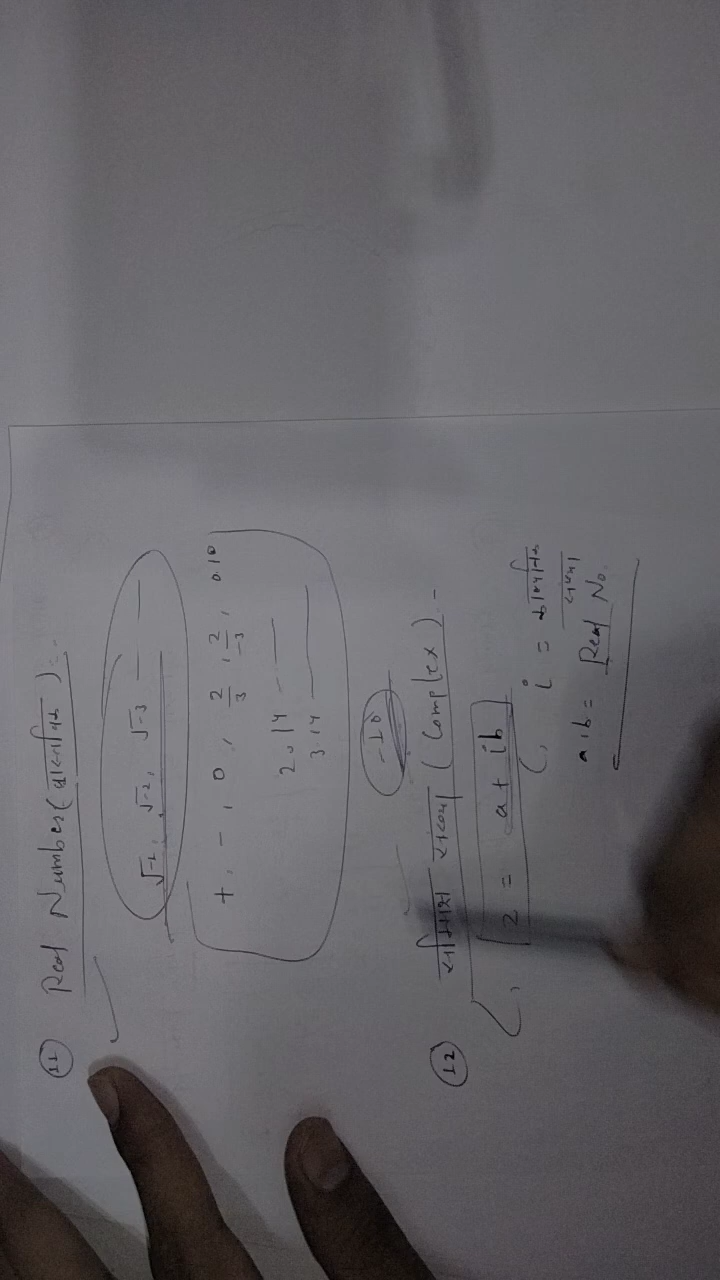 (11) Real Number (वास्तविक) :-
√-1, √-2, √-3 — —
+, -, 0, 2/3, 2/-3, 0.10
2.14 — —
3.14 ——
-10
(12) सम्मिश्र संख्या (Complex) :-
z = a + ib
i = काल्पनिक संख्या
a, b = Real No.